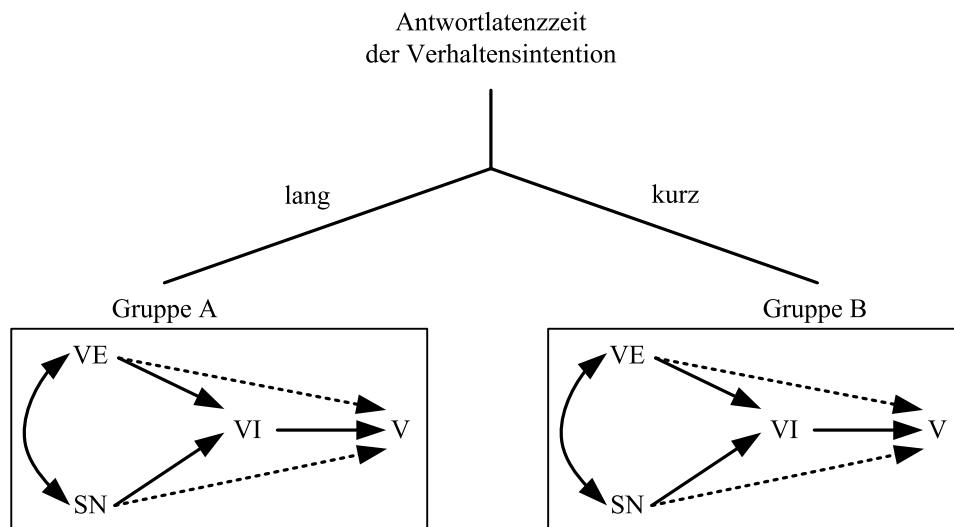 Antwortlatenzzeit
der Verhaltensintention
lang
kurz
Gruppe A
Gruppe B
VE
VI
V
SN
VE
VI
V
SN